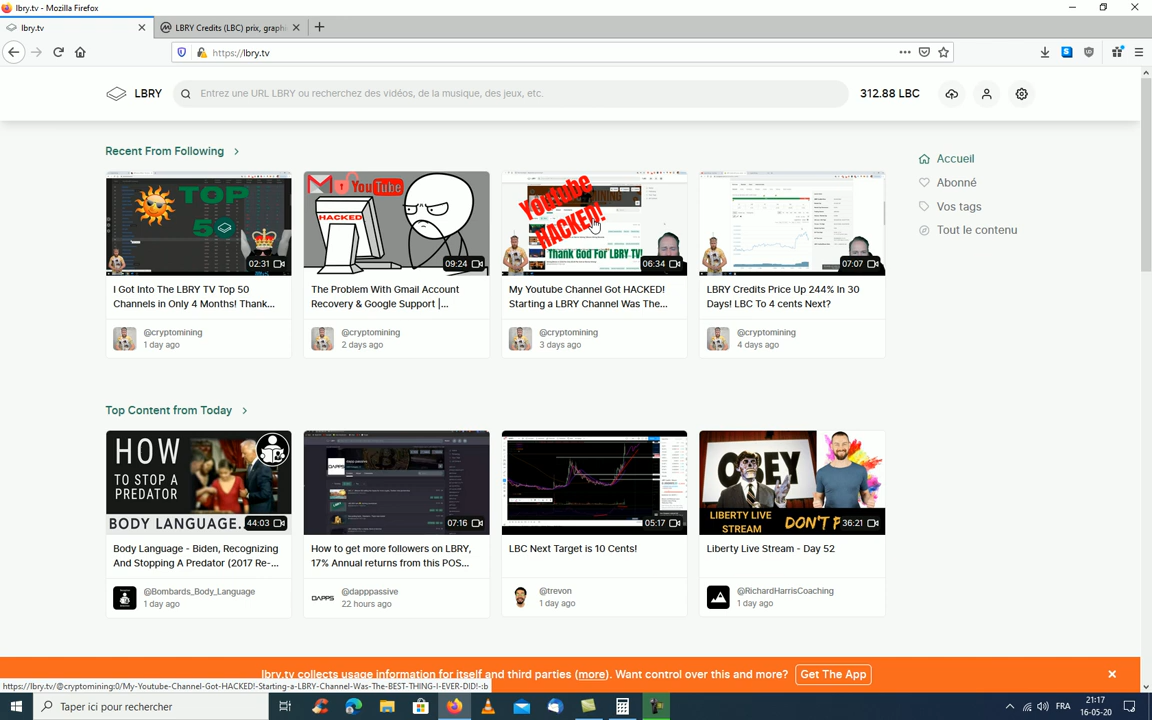 lbry.tv - Mozilla Firefox
lbry.tv
LBRY Credits (LBC) prix, graphi
https://lbry.tv
LBRY
Entrez une URL LBRY ou recherchez des vidéos, de la musique, des jeux, etc.
312.88 LBC
Recent From Following
Accueil
Abonné
Vos tags
Tout le contenu
TOP
50
02:31
YouTube
HACKED!
09:24
Youtube
HACKED!
Thank God For LBRY TV!
06:34
07:07
I Got Into The LBRY TV Top 50
Channels in Only 4 Months! Thank...
The Problem With Gmail Account
Recovery & Google Support |...
My Youtube Channel Got HACKED!
Starting a LBRY Channel Was The...
LBRY Credits Price Up 244% In 30
Days! LBC To 4 cents Next?
@cryptomining
1 day ago
@cryptomining
2 days ago
@cryptomining
3 days ago
@cryptomining
4 days ago
Top Content from Today
HOW
TO STOP A
PREDATOR
BODY LANGUAGE.
44:03
DAPPS
07:16
05:17
OBEY
LIBERTY LIVE
STREAM
DON'T P
36:21
Body Language - Biden, Recognizing
And Stopping A Predator (2017 Re-...
How to get more followers on LBRY,
17% Annual returns from this POS...
LBC Next Target is 10 Cents!
Liberty Live Stream - Day 52
@Bombards_Body_Language
1 day ago
DAPPS
@dapppassive
22 hours ago
@trevon
1 day ago
@RichardHarrisCoaching
1 day ago
lbry.tv collects usage information for itself and third parties (more). Want control over this and more?
Get The App
https://lbry.tv/@cryptomining:0/My-Youtube-Channel-Got-HACKED!-Starting-a-LBRY-Channel-Was-The-BEST-THING-I-EVER-DID!-:b
Taper ici pour rechercher
FRA
21:17
16-05-20